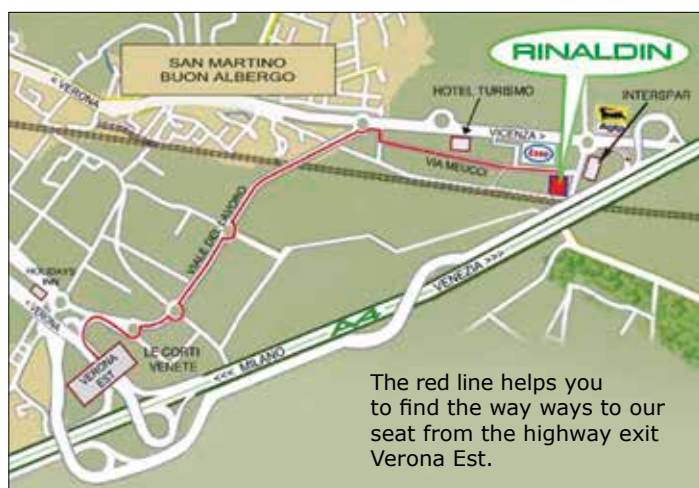 SAN MARTINO
BUON ALBERGO
RINALDIN
< VERONA
HOTEL TURISMO
INTERSPAR
VICENZA >
Agip
Esso
VIA MEUCCI
VIALE DEL LAVORO
VENEZIA >>>
HOLIDAYS
INN
< VERONA
A4
LE CORTI
VENETE
<<< MILANO
VERONA
EST
The red line helps you
to find the way ways to our
seat from the highway exit
Verona Est.